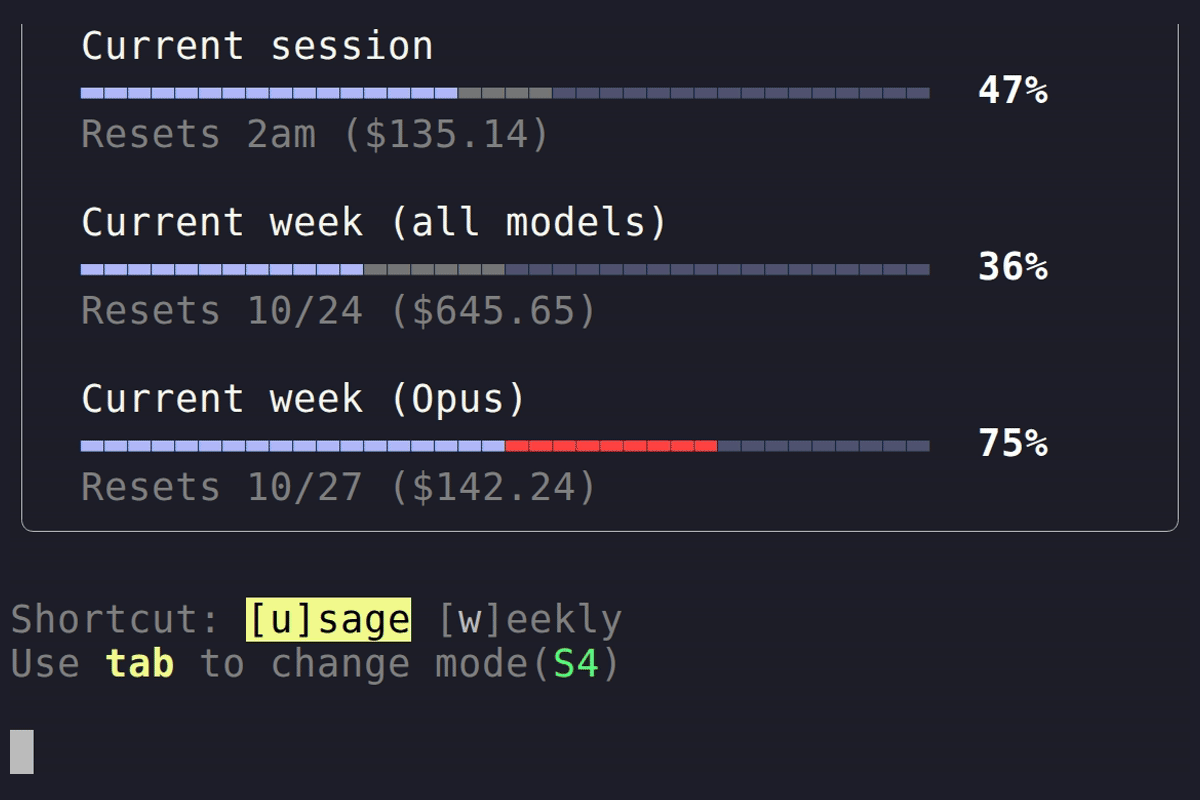 Current session
47%
Resets 2am ($135.14)
Current week (all models)
36%
Resets 10/24 ($645.65)
Current week (Opus)
75%
Resets 10/27 ($142.24)
Shortcut: [u]sage [w]eekly
Use tab to change mode(S4)